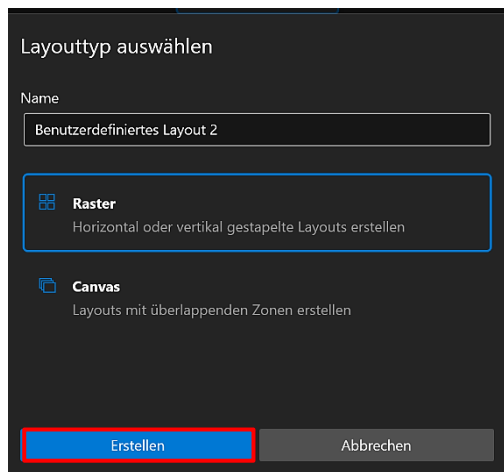 Layouttyp auswählen
Name
Benutzerdefiniertes Layout 2
Raster
Horizontal oder vertikal gestapelte Layouts erstellen
Canvas
Layouts mit überlappenden Zonen erstellen
Erstellen
Abbrechen